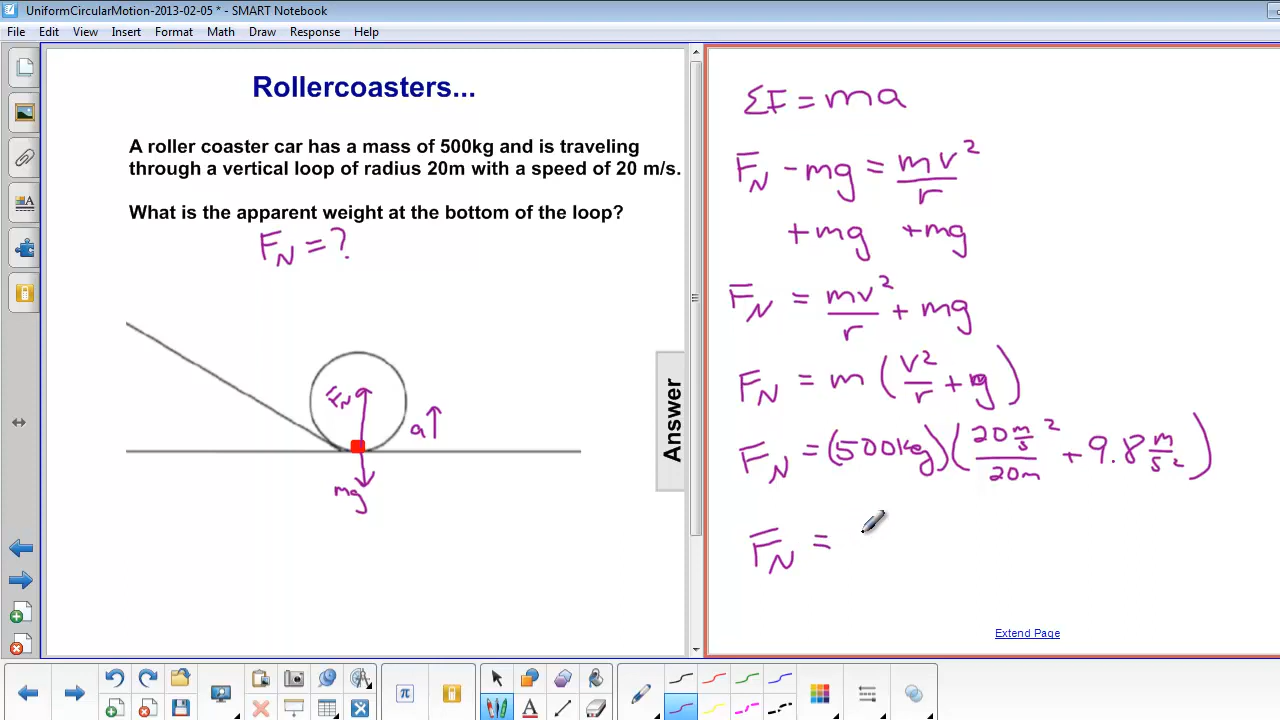 UniformCircularMotion-2013-02-05 * - SMART Notebook
File Edit View Insert Format Math Draw Response Help
Rollercoasters...
A roller coaster car has a mass of 500kg and is traveling
through a vertical loop of radius 20m with a speed of 20 m/s.
What is the apparent weight at the bottom of the loop?
F_N = ?
F_N
a↑
mg
Answer
ΣF = ma
F_N - mg = mv²/r
+mg +mg
F_N = mv²/r + mg
F_N = m (v²/r + g)
F_N = (500kg)(20 m/s ²/20m + 9.8 m/s²)
F_N =
Extend Page
π
A